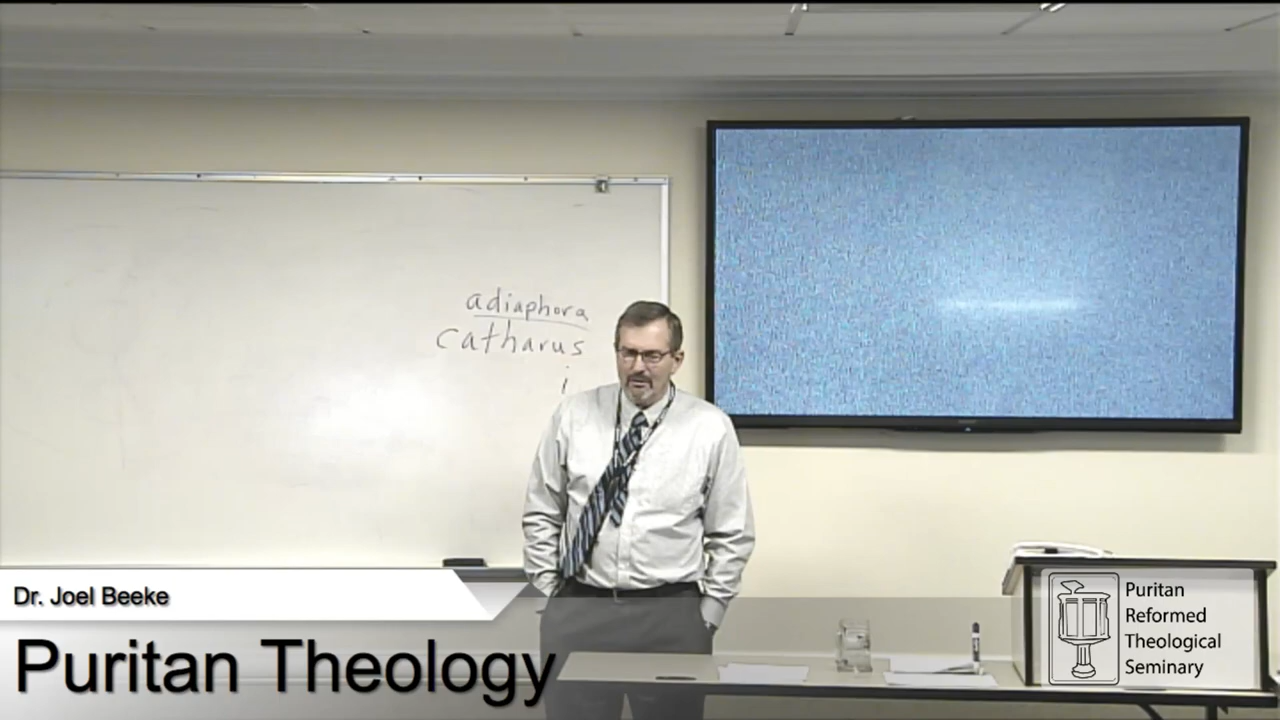 adiaphora
catharus
i
Dr. Joel Beeke
Puritan Theology
Puritan
Reformed
Theological
Seminary